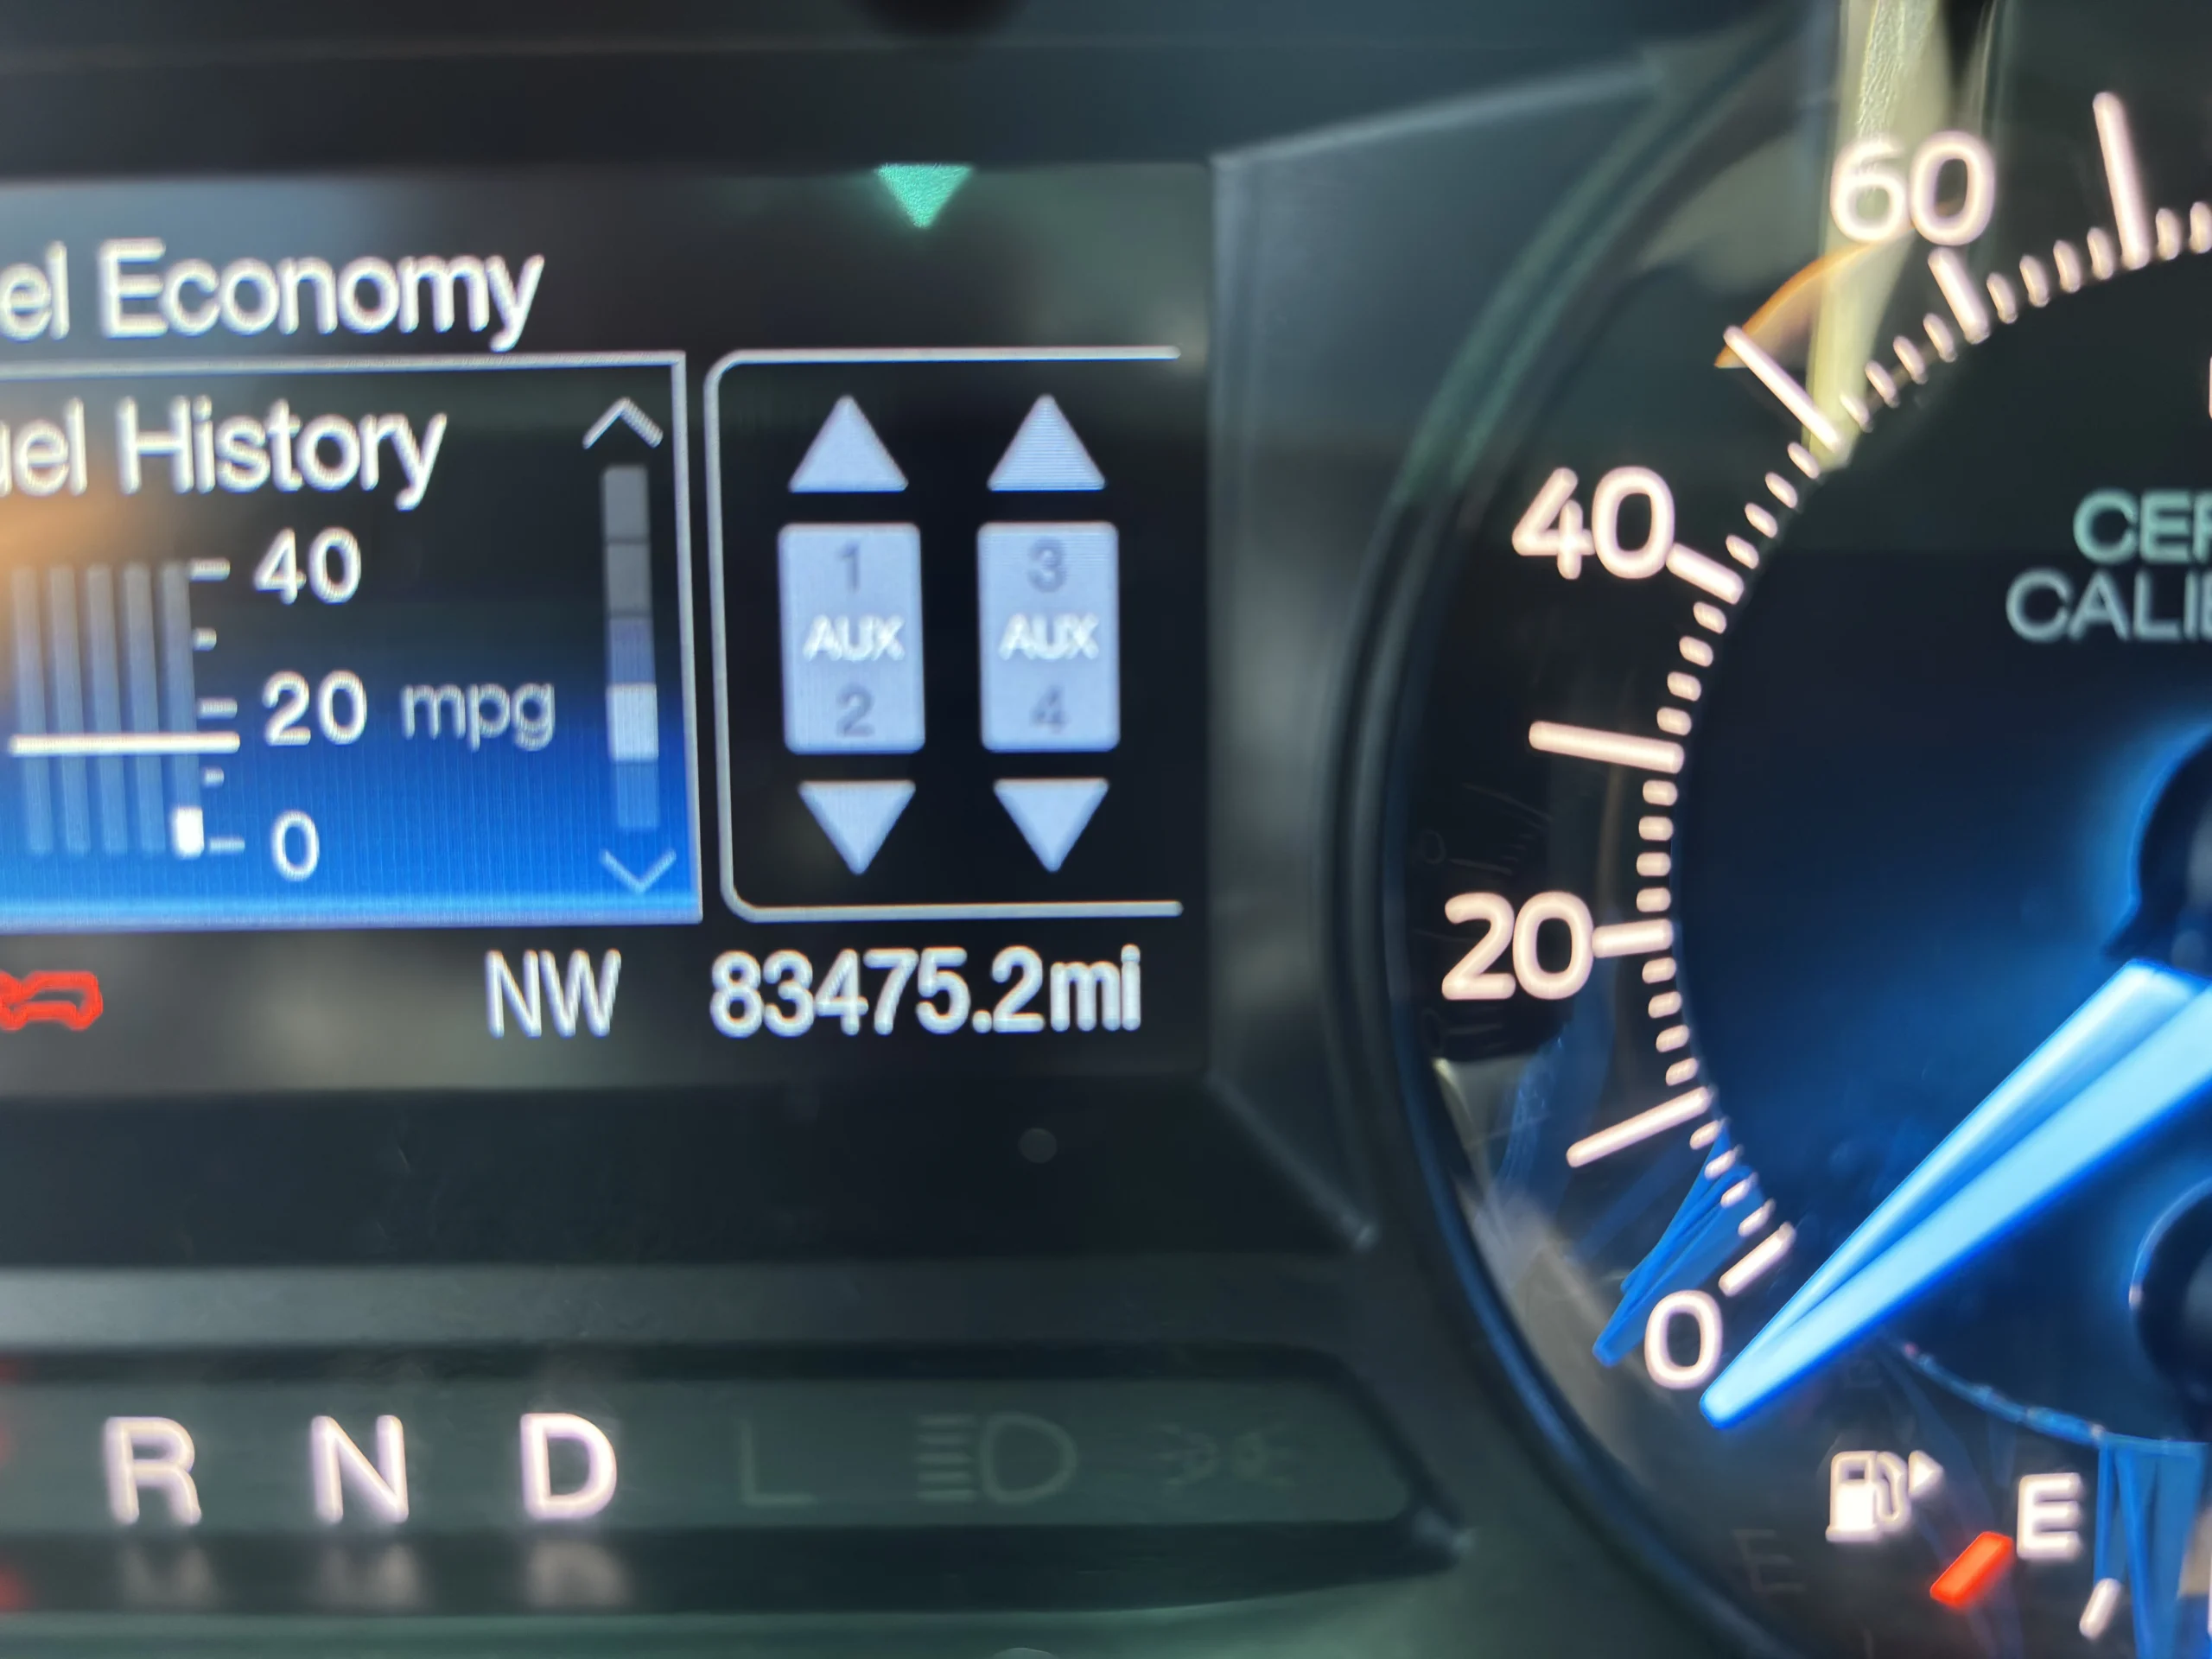 el Economy
uel History
40
20 mpg
0
1
AUX
2
3
AUX
4
NW 83475.2mi
R N D L
60
40
20
0
CALIB
E